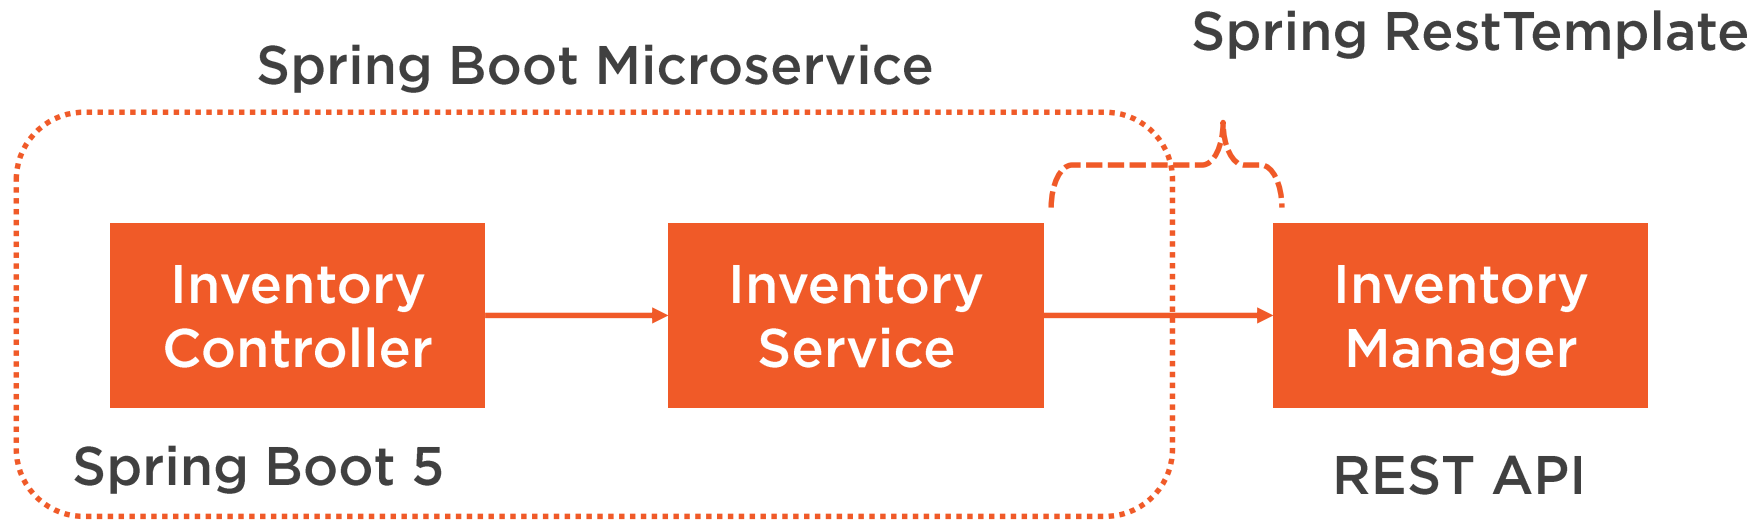 Spring RestTemplate
Spring Boot Microservice
Inventory
Controller
Inventory
Service
Inventory
Manager
Spring Boot 5
REST API